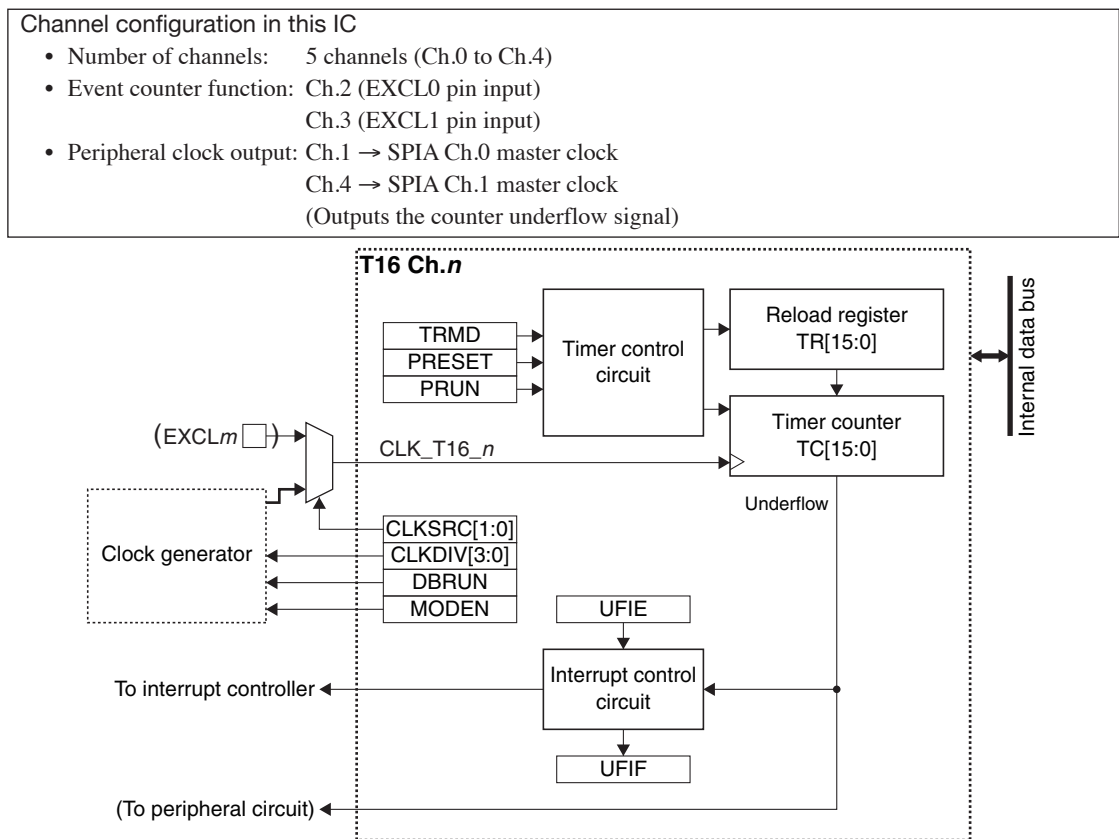 Channel configuration in this IC
• Number of channels: 5 channels (Ch.0 to Ch.4)
• Event counter function: Ch.2 (EXCL0 pin input)
Ch.3 (EXCL1 pin input)
• Peripheral clock output: Ch.1 → SPIA Ch.0 master clock
Ch.4 → SPIA Ch.1 master clock
(Outputs the counter underflow signal)
T16 Ch.n
TRMD
PRESET
PRUN
Timer control
circuit
Reload register
TR[15:0]
Timer counter
TC[15:0]
Internal data bus
(EXCLm )
CLK_T16_n
Underflow
Clock generator
CLKSRC[1:0]
CLKDIV[3:0]
DBRUN
MODEN
UFIE
Interrupt control
circuit
UFIF
To interrupt controller
(To peripheral circuit)